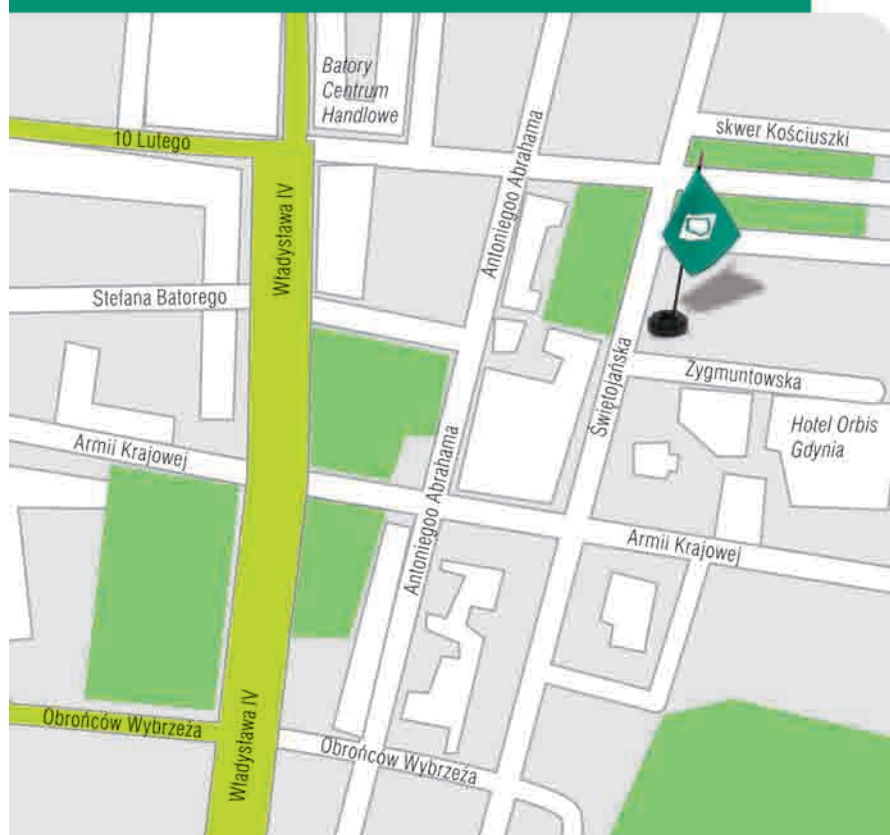 Batory
Centrum
Handlowe
skwer Kościuszki
10 Lutego
Władysława IV
Antoniegoo Abrahama
Stefana Batorego
Świętojańska
Zygmuntowska
Hotel Orbis
Gdynia
Armii Krajowej
Antoniegoo Abrahama
Armii Krajowej
Władysława IV
Obrońców Wybrzeża
Obrońców Wybrzeża